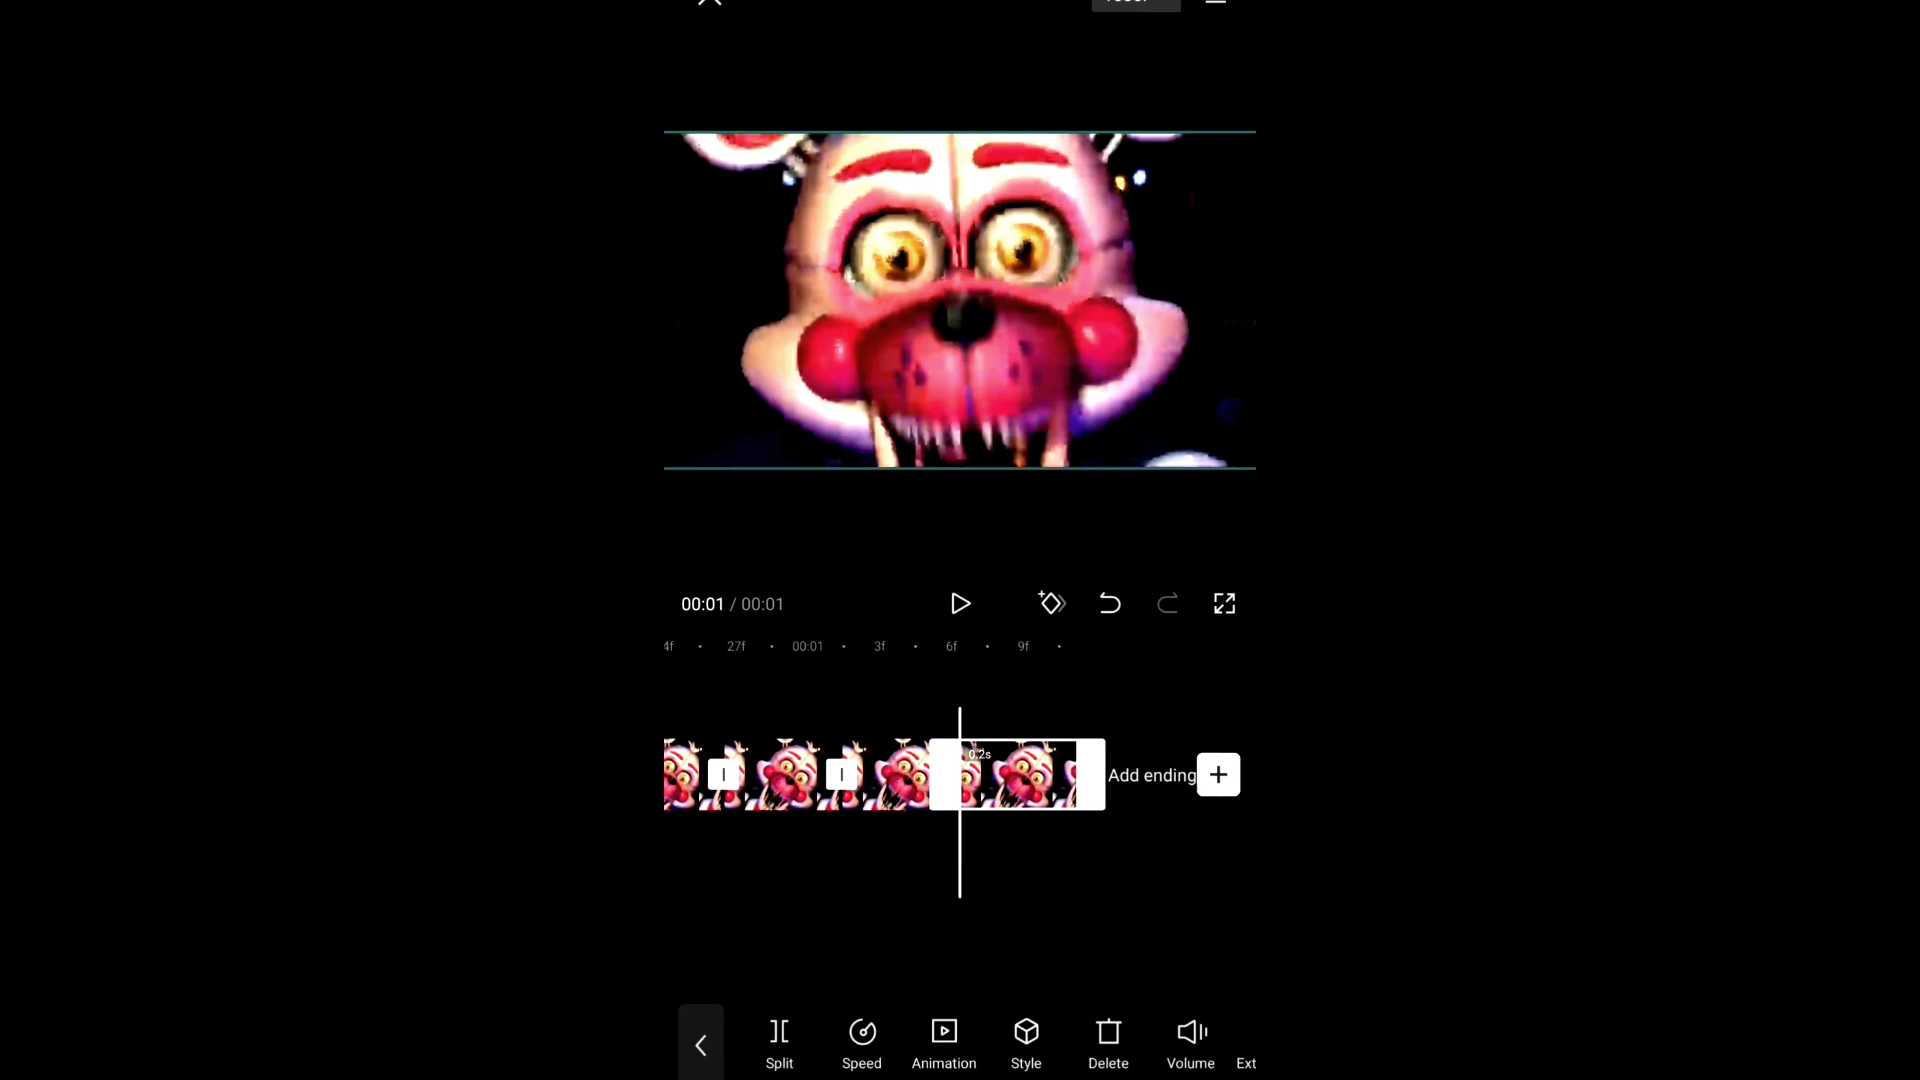 00:01 / 00:01
4f 27f 00:01 3f 6f 9f
0.2s
Add ending
Split Speed Animation Style Delete Volume Ext